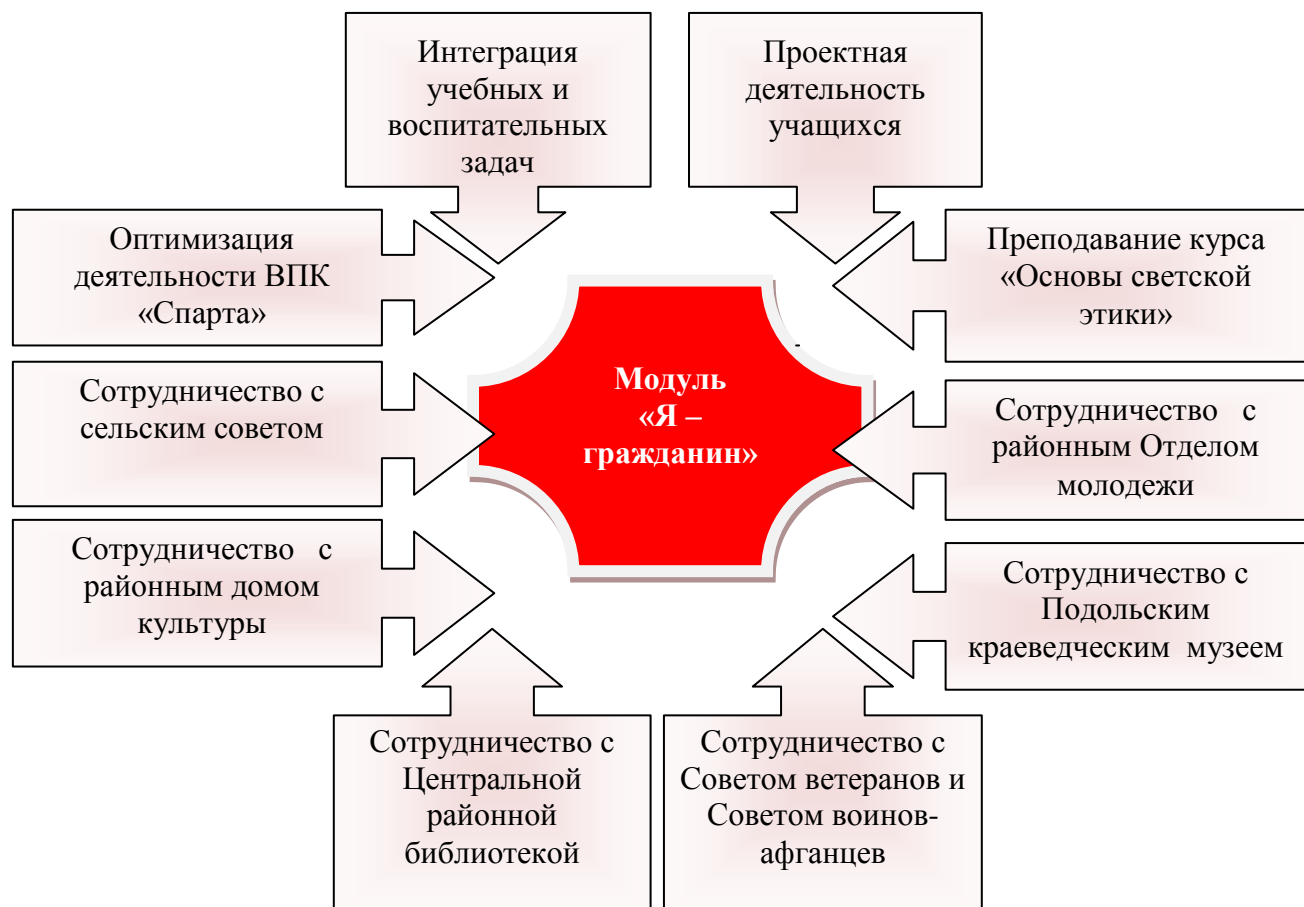 Интеграция
учебных и
воспитательных
задач
Проектная
деятельность
учащихся
Оптимизация
деятельности ВПК
«Спарта»
Преподавание курса
«Основы светской
этики»
Модуль
«Я –
гражданин»
Сотрудничество с
сельским советом
Сотрудничество с
районным Отделом
молодежи
Сотрудничество с
районным домом
культуры
Сотрудничество с
Подольским
краеведческим музеем
Сотрудничество с
Центральной
районной
библиотекой
Сотрудничество с
Советом ветеранов и
Советом воинов-
афганцев